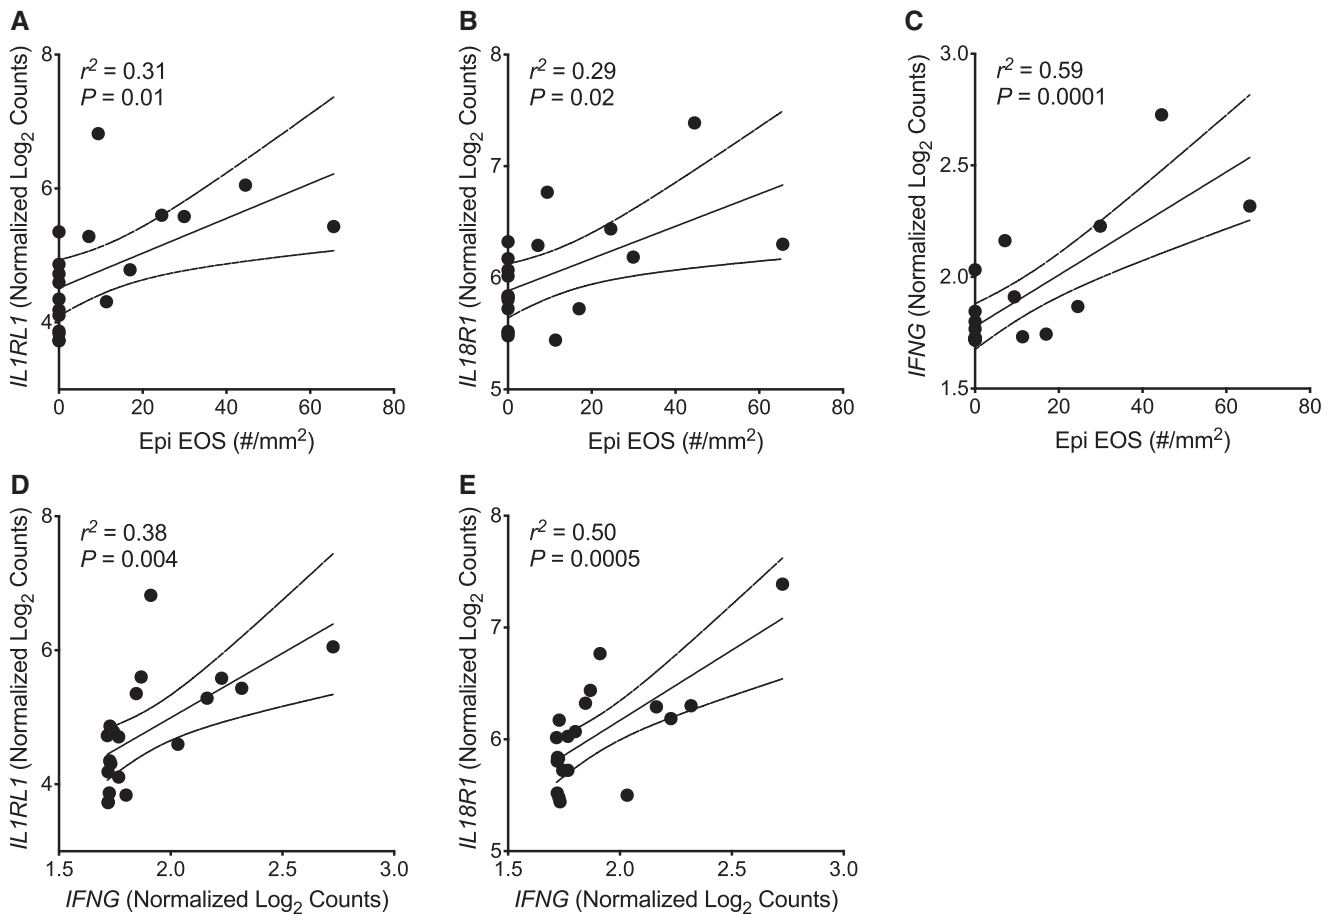 A
IL1RL1 (Normalized Log2 Counts)
8
6
4
r2 = 0.31
P = 0.01
0 20 40 60 80
Epi EOS (#/mm2)
B
IL18R1 (Normalized Log2 Counts)
8
7
6
5
r2 = 0.29
P = 0.02
0 20 40 60 80
Epi EOS (#/mm2)
C
IFNG (Normalized Log2 Counts)
3.0
2.5
2.0
1.5
r2 = 0.59
P = 0.0001
0 20 40 60 80
Epi EOS (#/mm2)
D
IL1RL1 (Normalized Log2 Counts)
8
6
4
r2 = 0.38
P = 0.004
1.5 2.0 2.5 3.0
IFNG (Normalized Log2 Counts)
E
IL18R1 (Normalized Log2 Counts)
8
7
6
5
r2 = 0.50
P = 0.0005
1.5 2.0 2.5 3.0
IFNG (Normalized Log2 Counts)